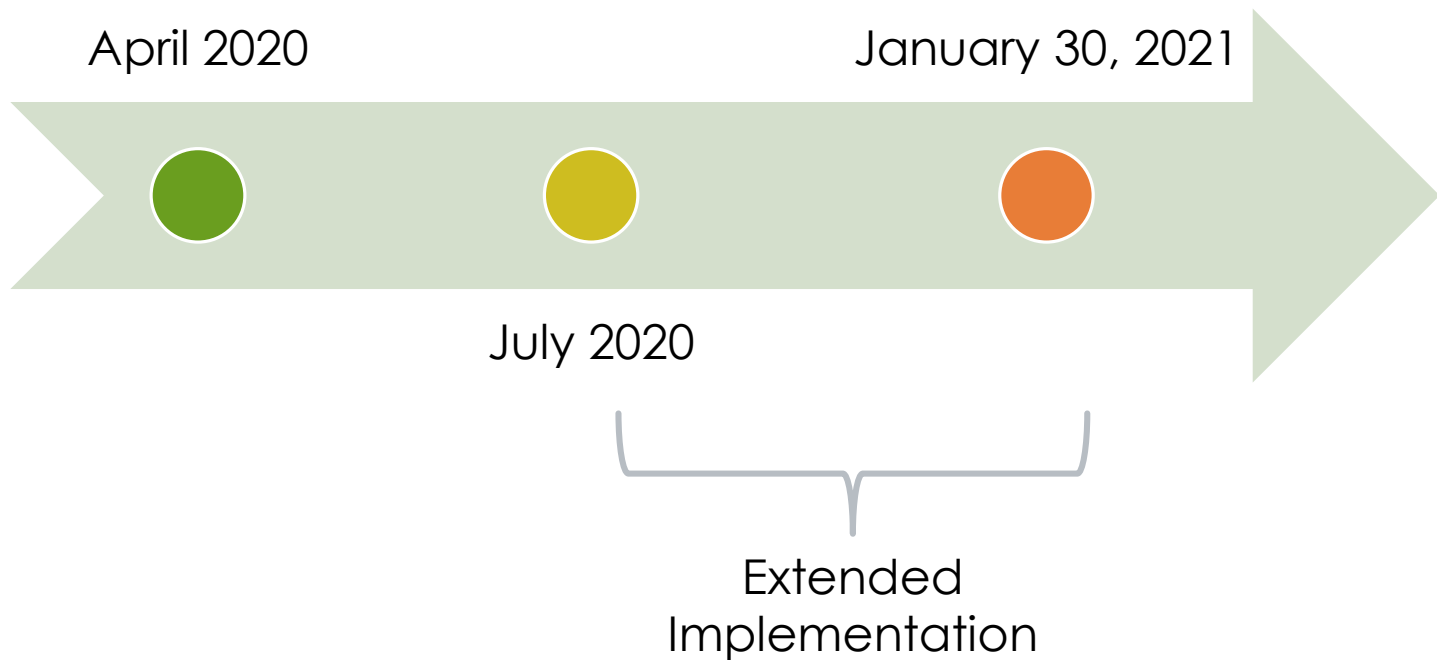 April 2020
January 30, 2021
July 2020
Extended
Implementation